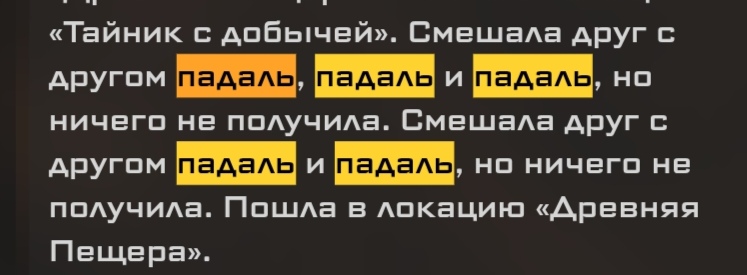 «Тайник с добычей». Смешала друг с
другом падаль, падаль и падаль, но
ничего не получила. Смешала друг с
другом падаль и падаль, но ничего не
получила. Пошла в локацию «Древняя
Пещера».